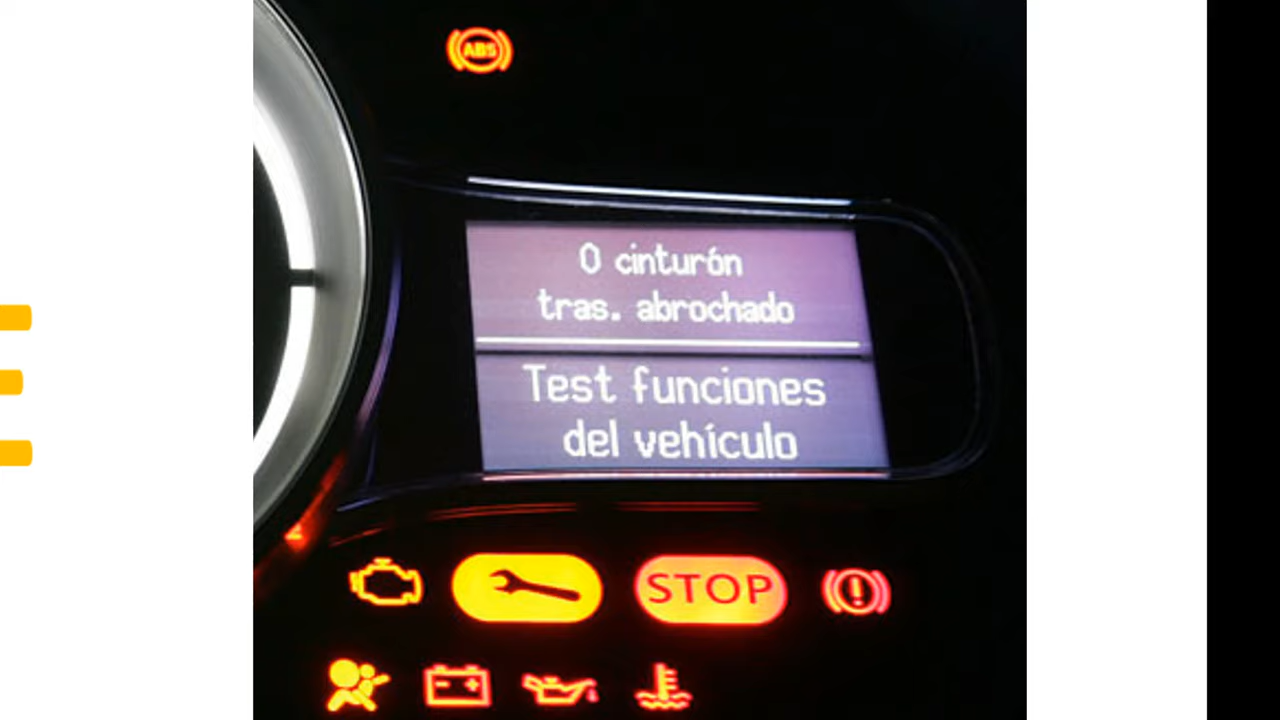 ABS
0 cinturón
tras. abrochado
Test funciones
del vehículo
STOP